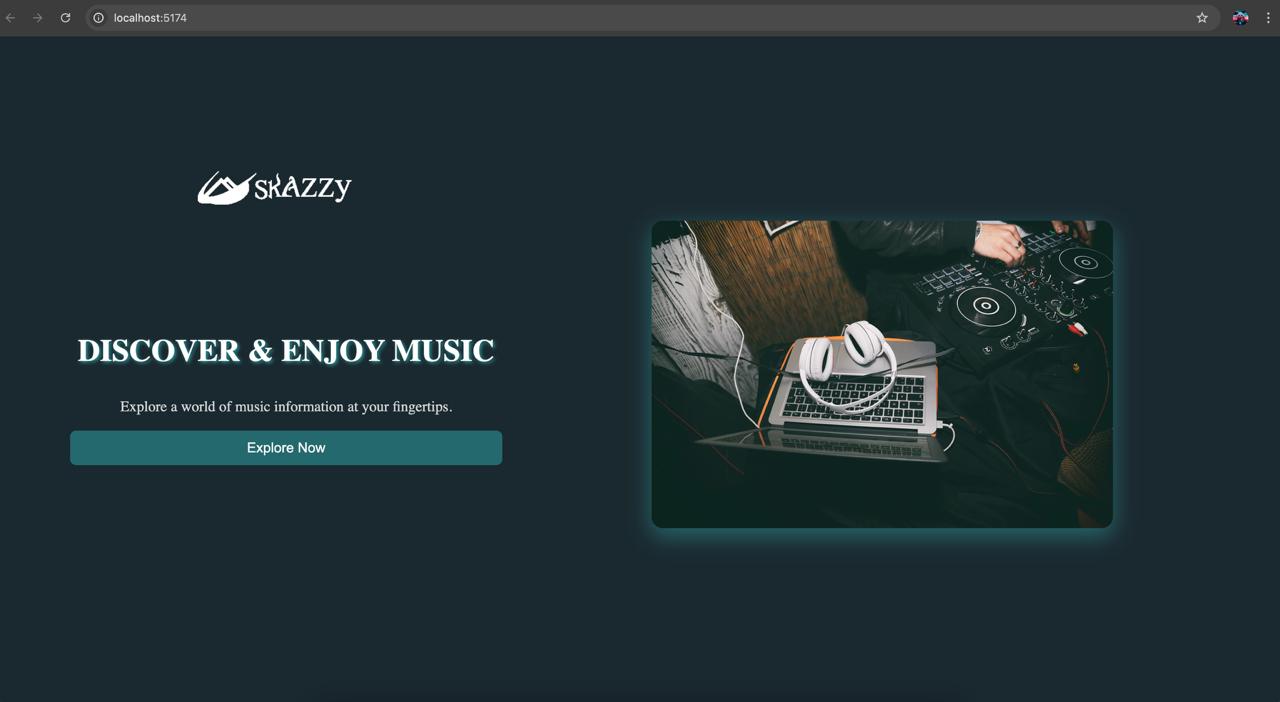 localhost:5174
SKAZZY
DISCOVER & ENJOY MUSIC
Explore a world of music information at your fingertips.
Explore Now